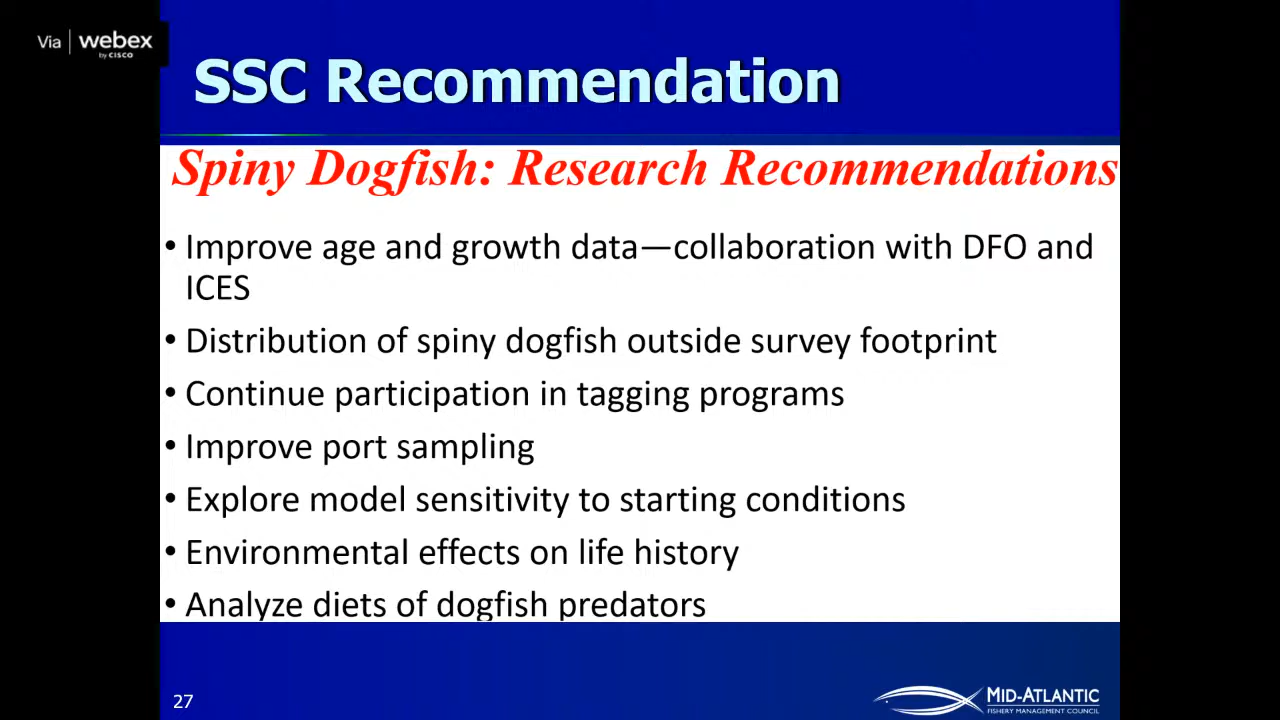 Via webex
by CISCO
SSC Recommendation
Spiny Dogfish: Research Recommendations
• Improve age and growth data—collaboration with DFO and
ICES
• Distribution of spiny dogfish outside survey footprint
• Continue participation in tagging programs
• Improve port sampling
• Explore model sensitivity to starting conditions
• Environmental effects on life history
• Analyze diets of dogfish predators
27
MID-ATLANTIC
FISHERY MANAGEMENT COUNCIL